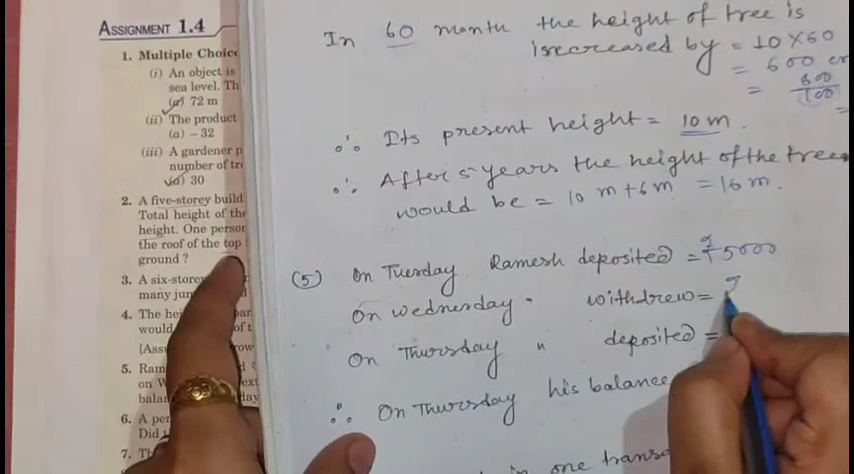 ASSIGNMENT 1.4
1. Multiple Choice
(i) An object is
sea level. Th
(a) 72 m
(ii) The product
(a) – 32
(iii) A gardener p
number of tre
(a) 30
2. A five-storey build
Total height of the
height. One person
the roof of the top
ground ?
3. A six-storey
many jun
4. The hei
would
[Ass
5. Ram
on W
balan
6. A per
Did
7. Th
In 60 month the height of tree is
isecreased by = 10 × 60
= 600 cm
= 600/100
=
∴ Its present height = 10 m.
∴ After 5 years the height of the tree
would be = 10 m + 6 m = 16 m.
(5) On Tuesday Ramesh deposited = + 5000
On wednesday " withdrew =
On Thursday " deposited =
∴ On Thursday his balance
in one transa